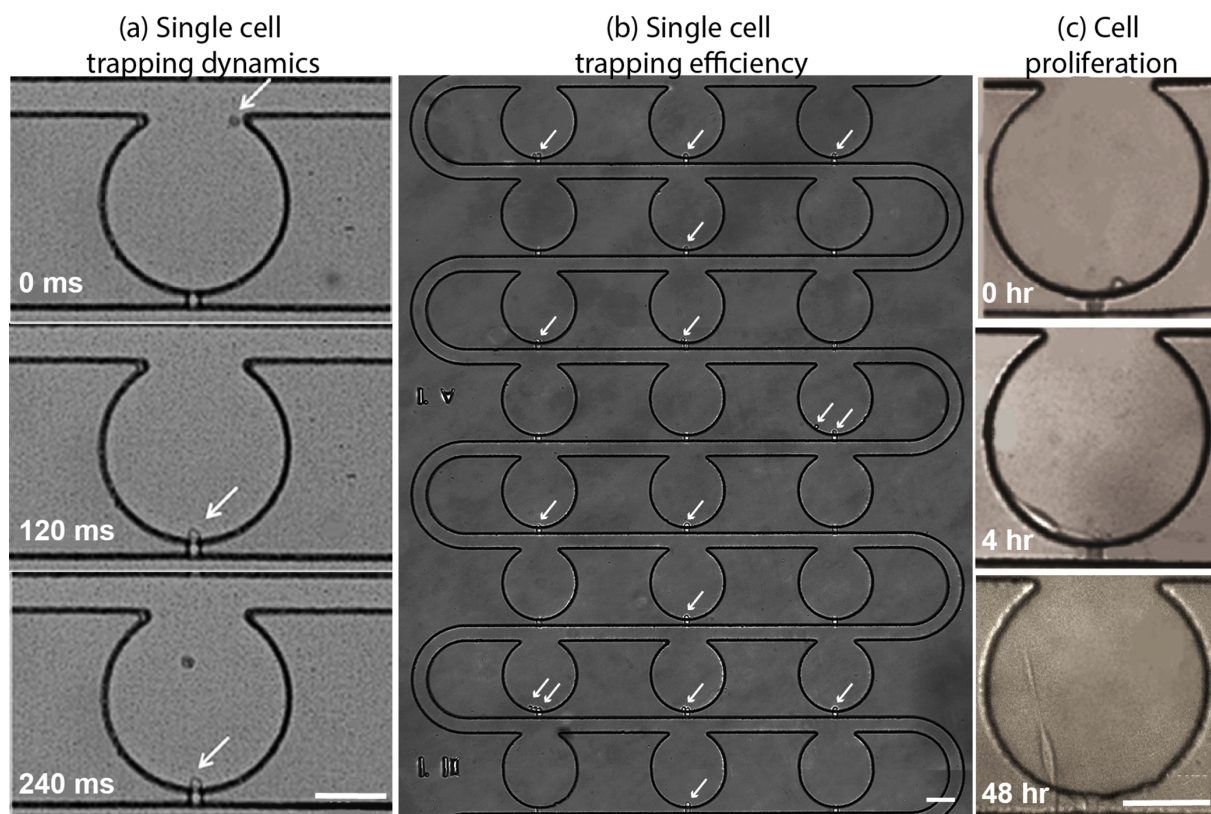 (a) Single cell
trapping dynamics
(b) Single cell
trapping efficiency
(c) Cell
proliferation
0 ms
120 ms
240 ms
0 hr
4 hr
48 hr